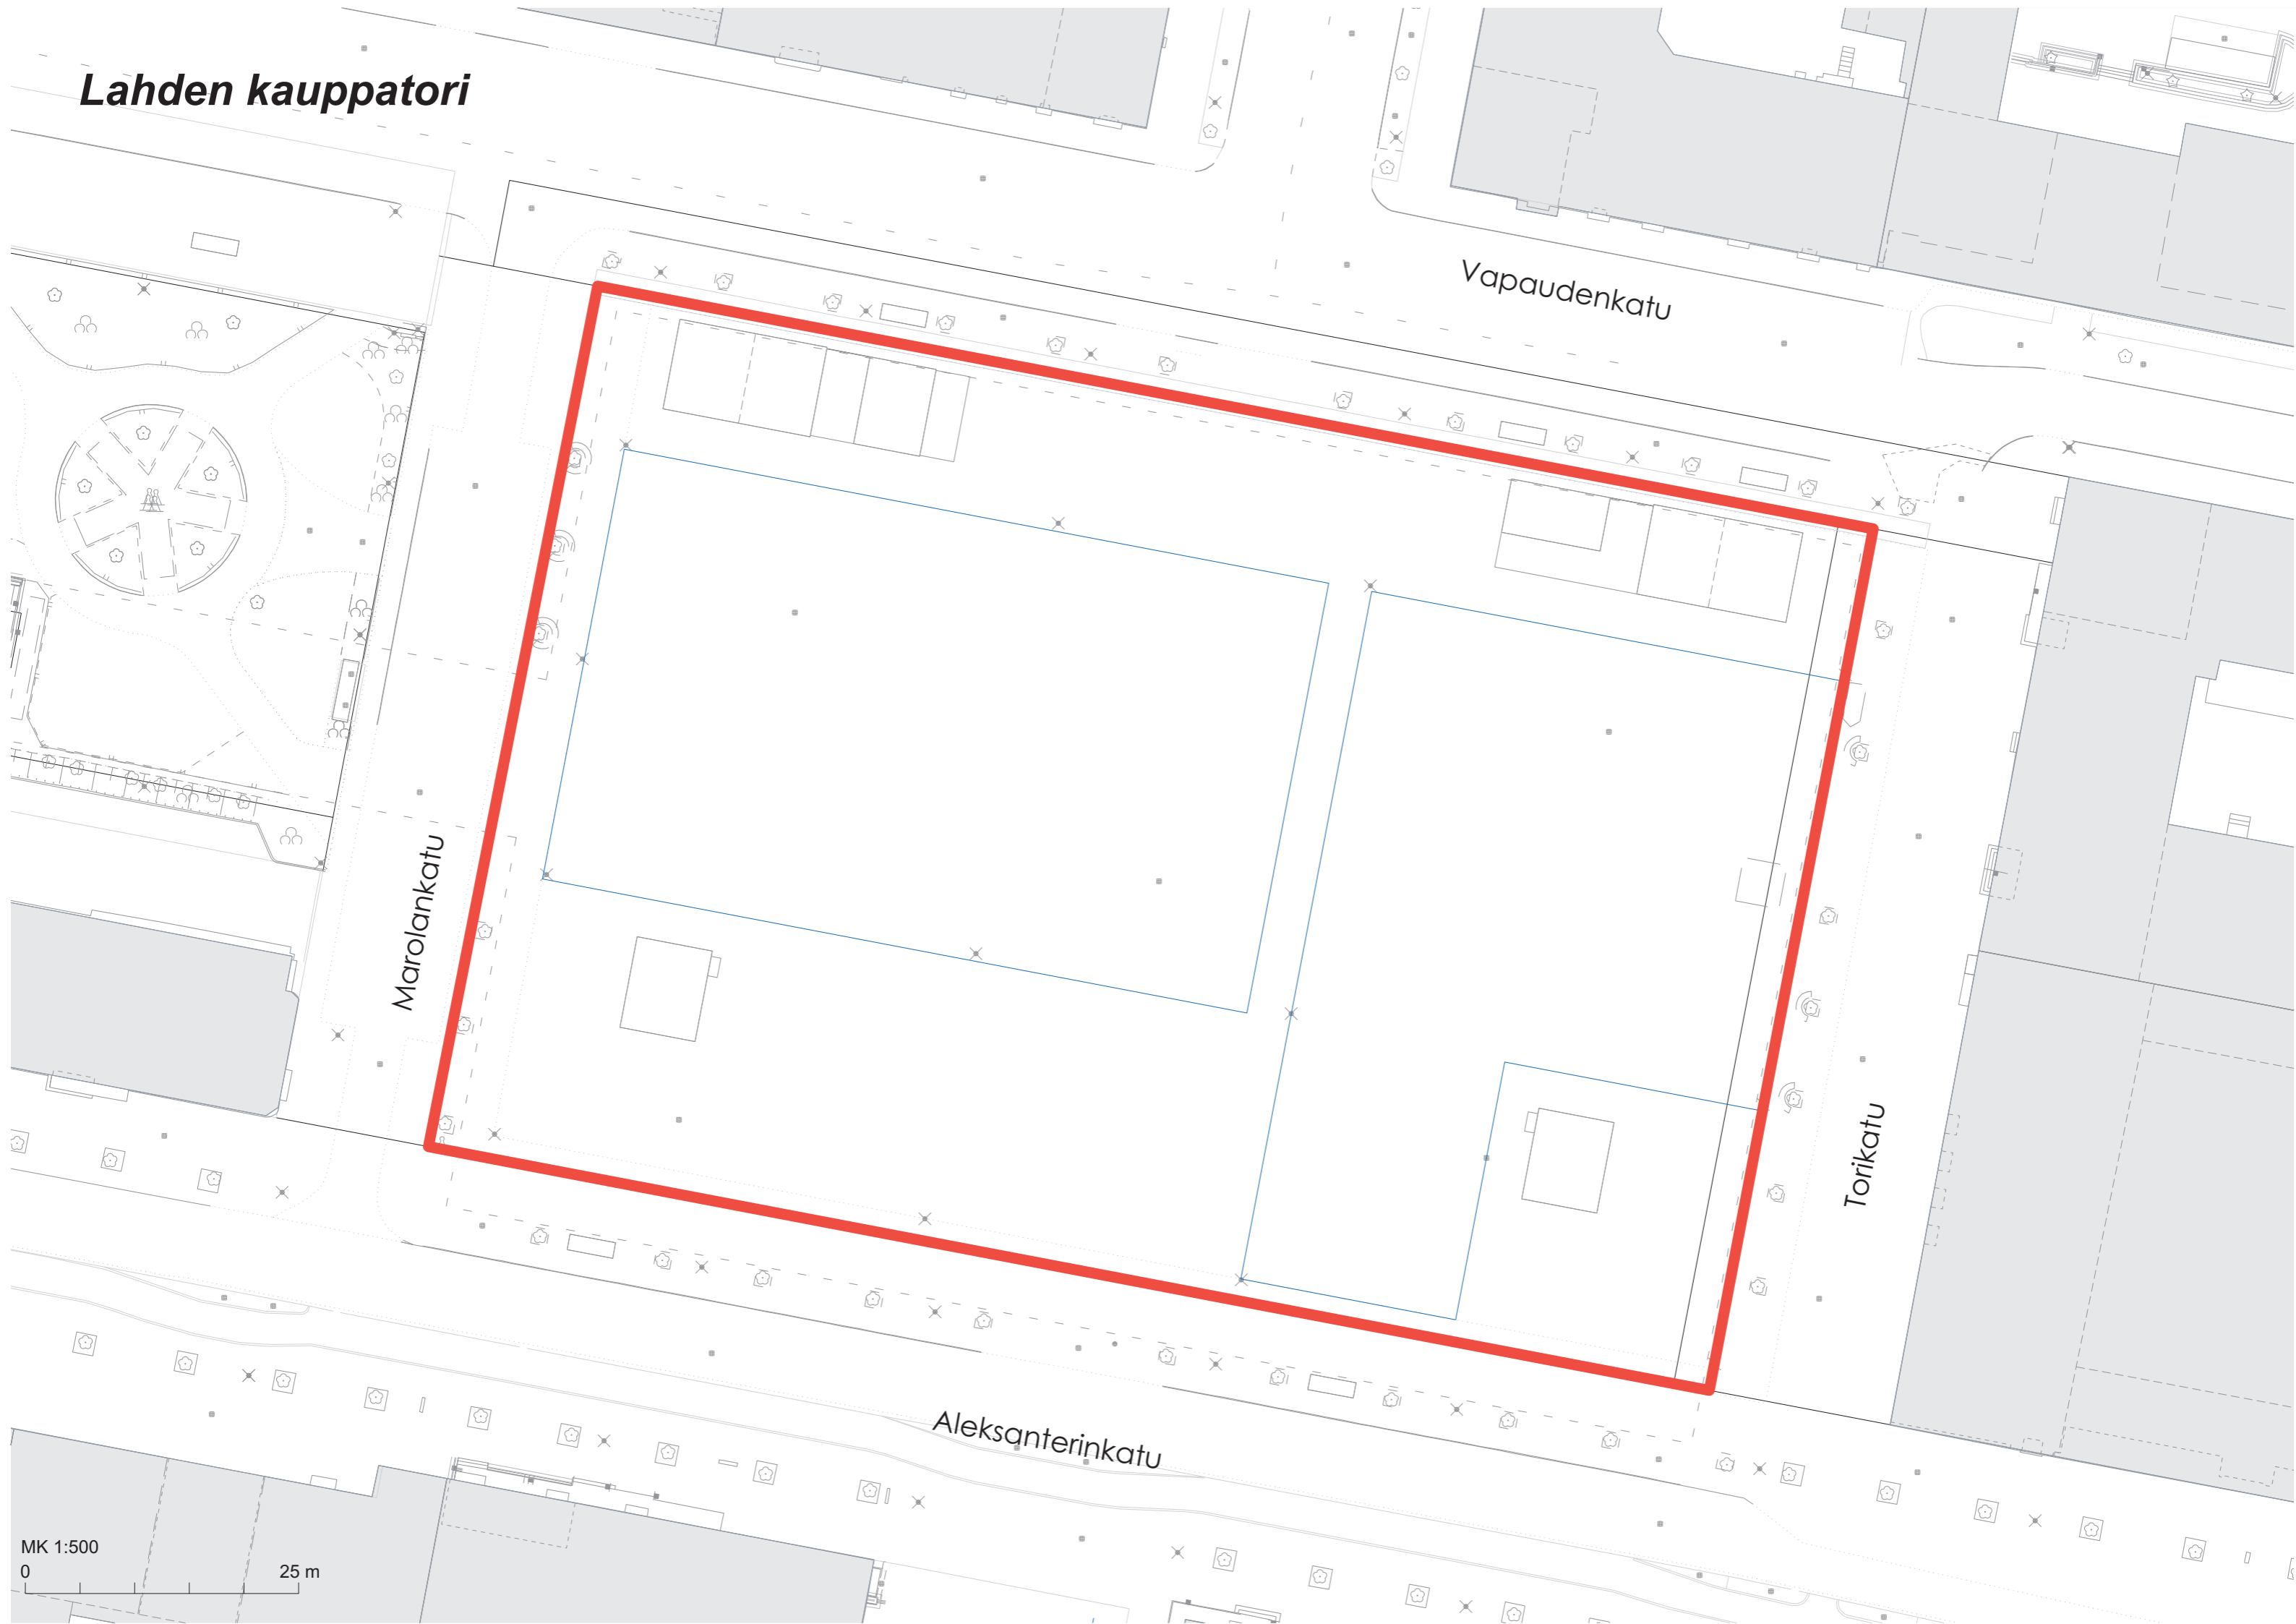 Lahden kauppatori
Vapaudenkatu
Marolankatu
Torikatu
Aleksanterinkatu
MK 1:500
0 25 m